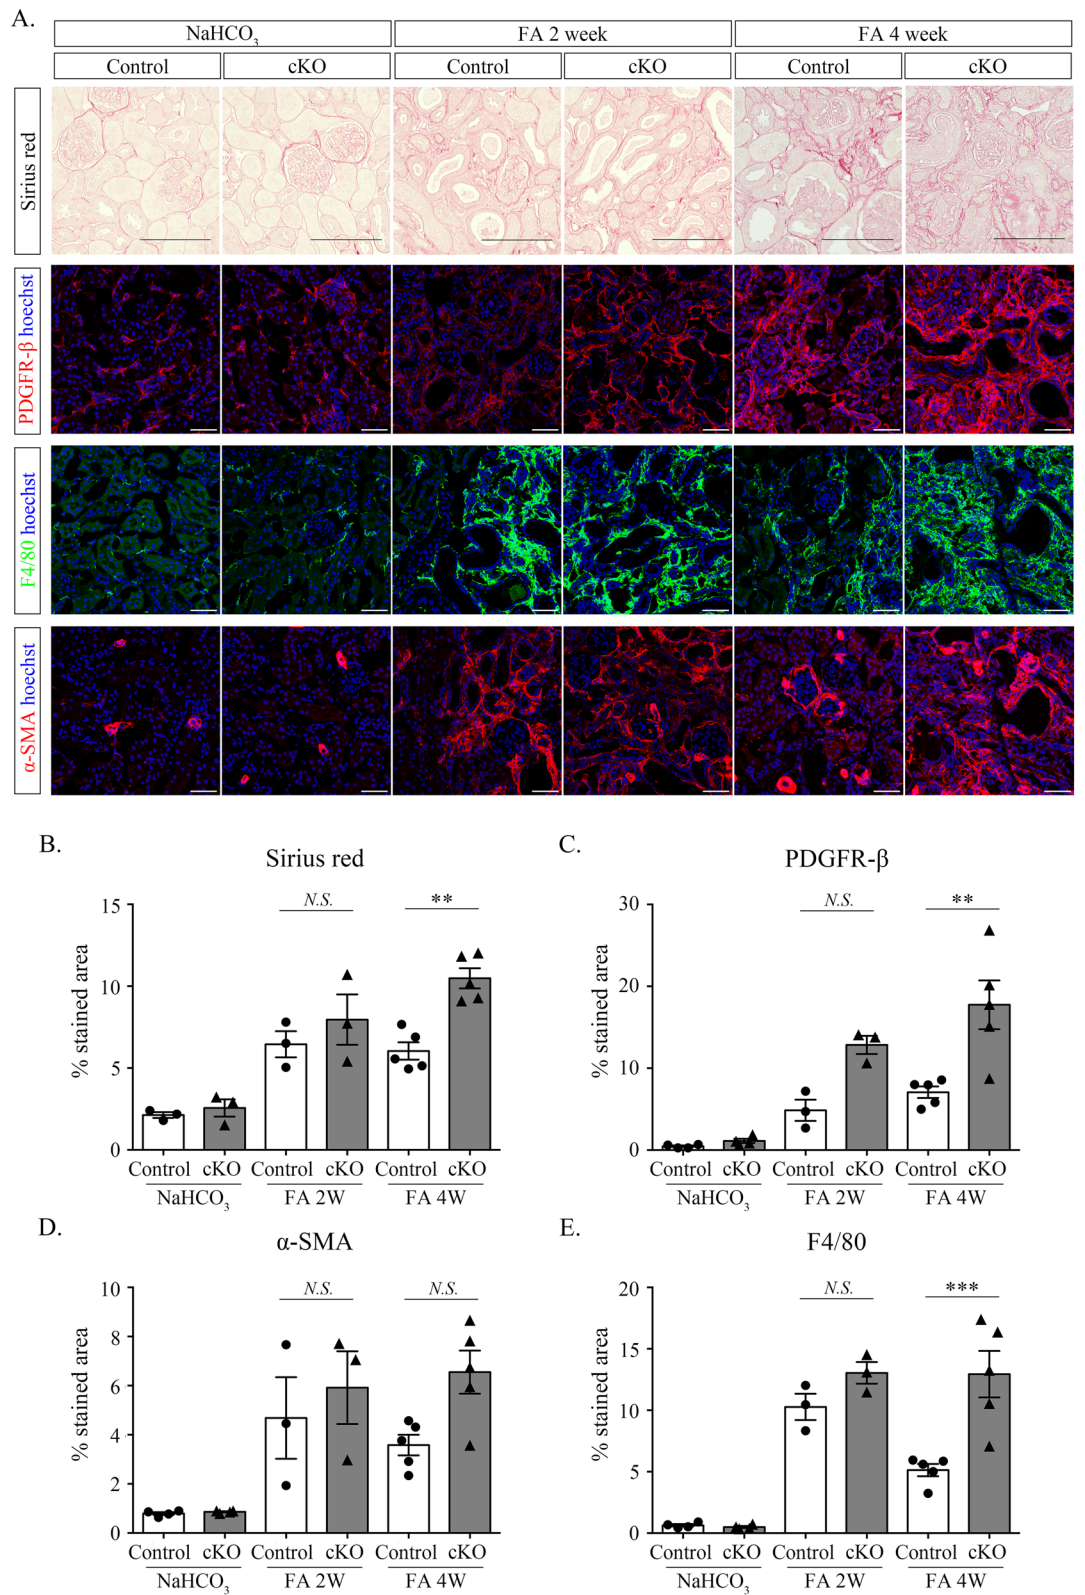 A.
NaHCO3 FA 2 week FA 4 week
Control cKO Control cKO Control cKO
Sirius red
PDGFR-β hoechst
F4/80 hoechst
α-SMA hoechst
B.
Sirius red
% stained area
15
10
5
0
N.S.
**
Control cKO Control cKO Control cKO
NaHCO3 FA 2W FA 4W
C.
PDGFR-β
% stained area
30
20
10
0
N.S.
**
Control cKO Control cKO Control cKO
NaHCO3 FA 2W FA 4W
D.
α-SMA
% stained area
10
8
6
4
2
0
N.S.
N.S.
Control cKO Control cKO Control cKO
NaHCO3 FA 2W FA 4W
E.
F4/80
% stained area
20
15
10
5
0
N.S.
***
Control cKO Control cKO Control cKO
NaHCO3 FA 2W FA 4W